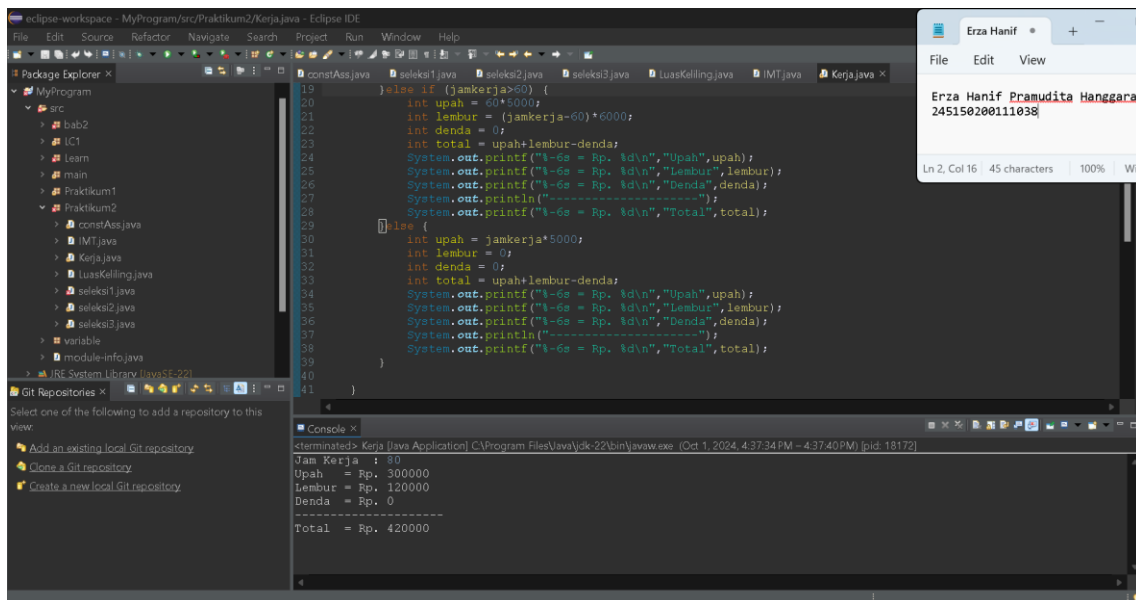 eclipse-workspace - MyProgram/src/Praktikum2/Kerja.java - Eclipse IDE
File Edit Source Refactor Navigate Search Project Run Window Help
Package Explorer
MyProgram
src
bab2
LC1
Learn
main
Praktikum1
Praktikum2
constAss.java
IMT.java
Kerja.java
LuasKeliling.java
seleksi1.java
seleksi2.java
seleksi3.java
variable
module-info.java
JRE System Library [JavaSE-22]
Git Repositories
Select one of the following to add a repository to this
view:
Add an existing local Git repository
Clone a Git repository
Create a new local Git repository
constAss.java seleksi1.java seleksi2.java seleksi3.java LuasKeliling.java IMT.java Kerja.java
19 }else if (jamkerja>60) {
20 int upah = 60*5000;
21 int lembur = (jamkerja-60)*6000;
22 int denda = 0;
23 int total = upah+lembur-denda;
24 System.out.printf("%-6s = Rp. %d\n","Upah",upah);
25 System.out.printf("%-6s = Rp. %d\n","Lembur",lembur);
26 System.out.printf("%-6s = Rp. %d\n","Denda",denda);
27 System.out.println("---------------------");
28 System.out.printf("%-6s = Rp. %d\n","Total",total);
29 }else {
30 int upah = jamkerja*5000;
31 int lembur = 0;
32 int denda = 0;
33 int total = upah+lembur-denda;
34 System.out.printf("%-6s = Rp. %d\n","Upah",upah);
35 System.out.printf("%-6s = Rp. %d\n","Lembur",lembur);
36 System.out.printf("%-6s = Rp. %d\n","Denda",denda);
37 System.out.println("---------------------");
38 System.out.printf("%-6s = Rp. %d\n","Total",total);
39 }
40
41 }
Console
<terminated> Kerja [Java Application] C:\Program Files\Java\jdk-22\bin\javaw.exe (Oct 1, 2024, 4:37:34 PM – 4:37:40 PM) [pid: 18172]
Jam Kerja : 80
Upah = Rp. 300000
Lembur = Rp. 120000
Denda = Rp. 0
---------------------
Total = Rp. 420000
Erza Hanif
File Edit View
Erza Hanif Pramudita Hanggara
245150200111038
Ln 2, Col 16 45 characters 100% Wi